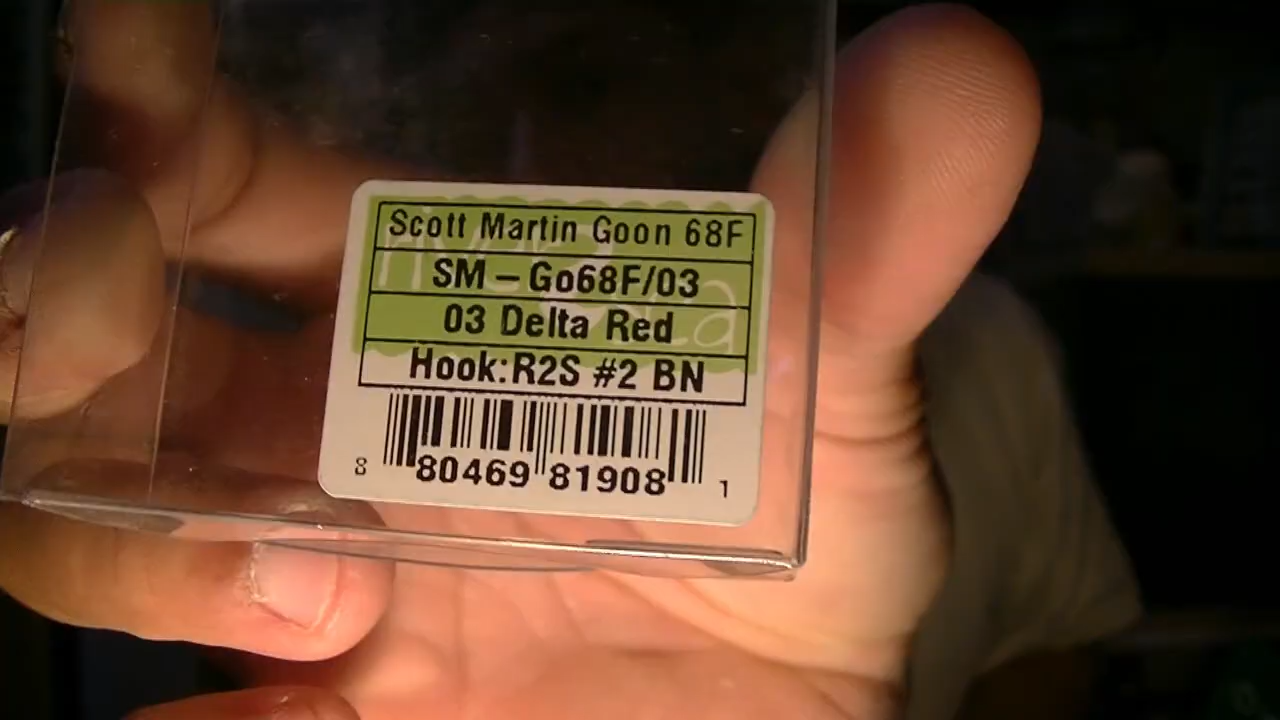 Scott Martin Goon 68F
SM – Go68F/03
03 Delta Red
Hook:R2S #2 BN
8 80469 81908 1